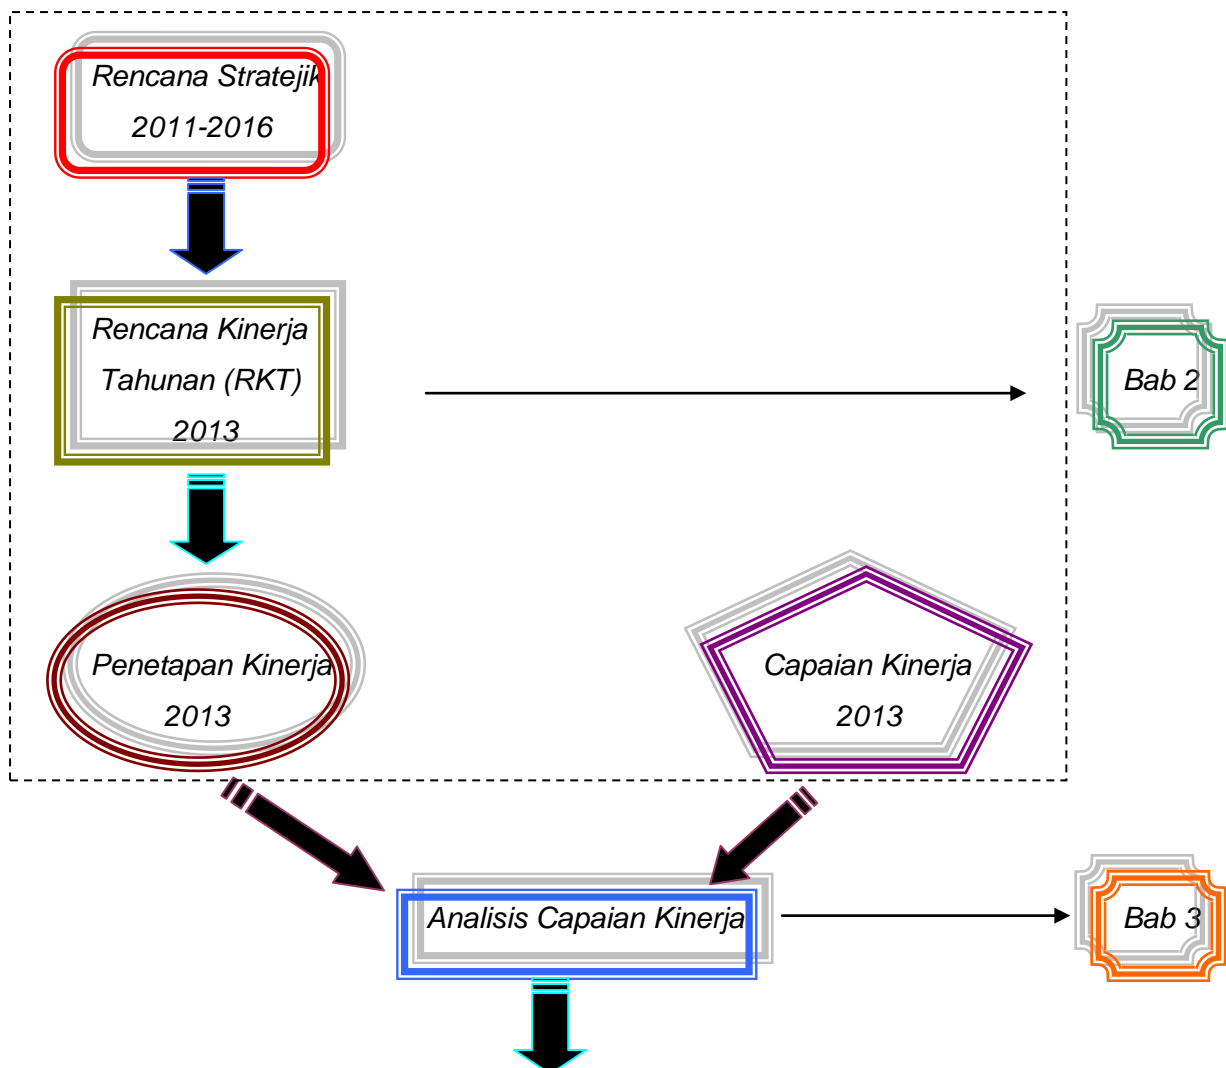 Rencana Stratejik
2011-2016
Rencana Kinerja
Tahunan (RKT)
2013
Bab 2
Penetapan Kinerja
2013
Capaian Kinerja
2013
Analisis Capaian Kinerja
Bab 3